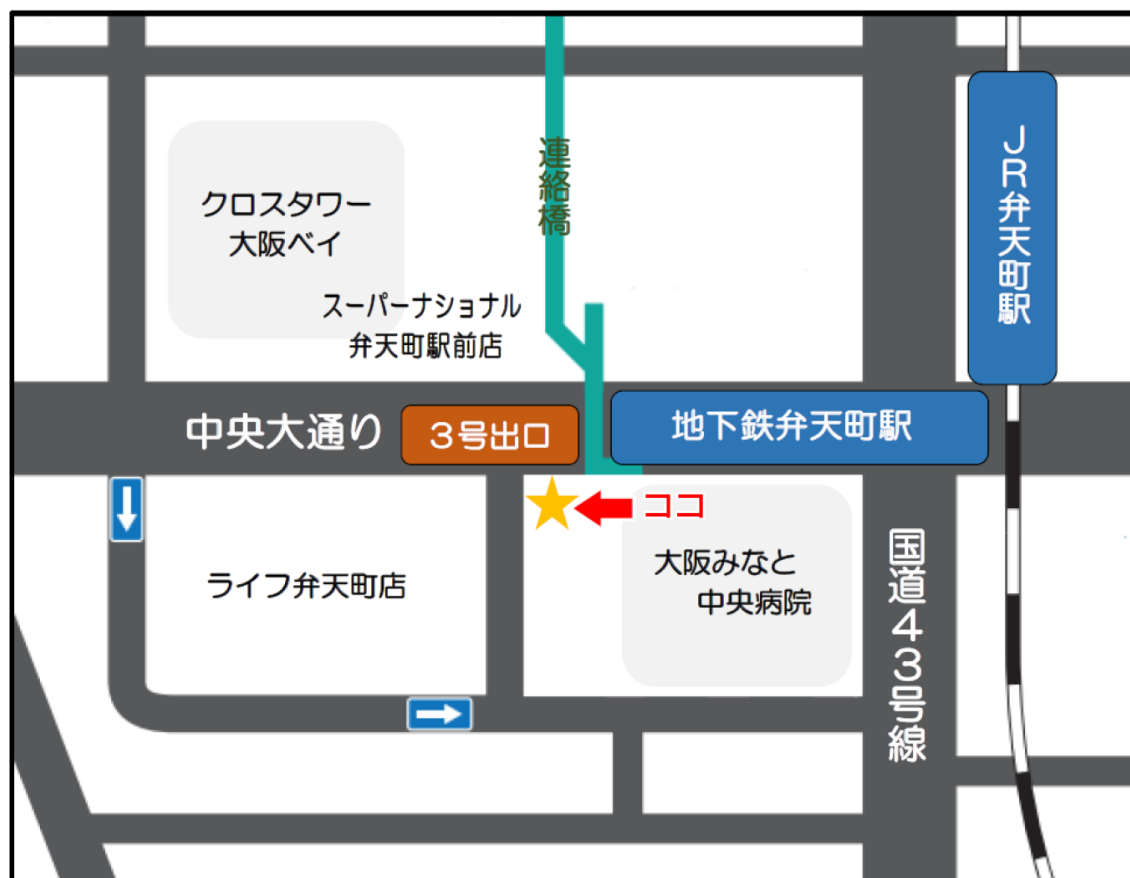 連絡橋
JR弁天町駅
クロスタワー
大阪ベイ
スーパーナショナル
弁天町駅前店
中央大通り
3号出口
地下鉄弁天町駅
ココ
大阪みなと
中央病院
ライフ弁天町店
国道43号線